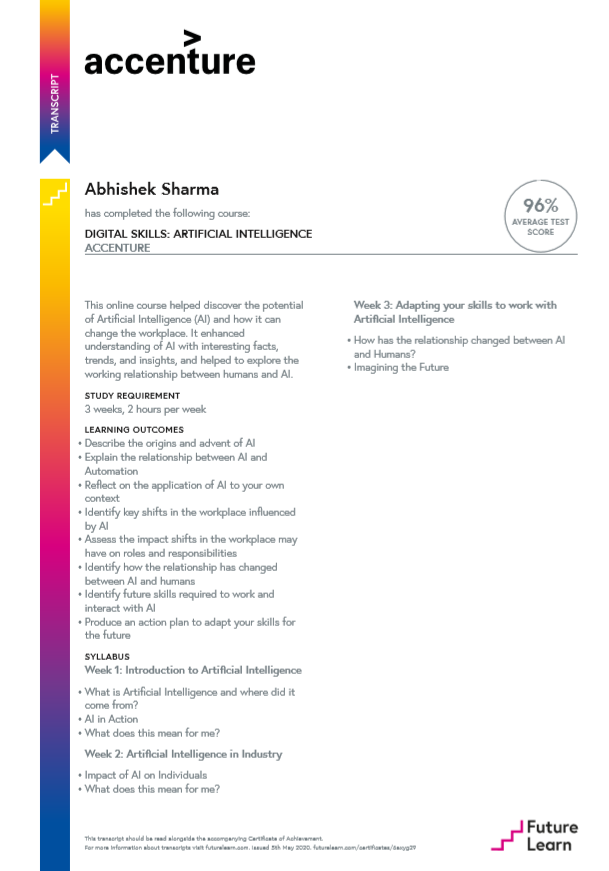 TRANSCRIPT
accenture
Abhishek Sharma
has completed the following course:
DIGITAL SKILLS: ARTIFICIAL INTELLIGENCE
ACCENTURE
96%
AVERAGE TEST
SCORE
This online course helped discover the potential
of Artificial Intelligence (AI) and how it can
change the workplace. It enhanced
understanding of AI with interesting facts,
trends, and insights, and helped to explore the
working relationship between humans and AI.
STUDY REQUIREMENT
3 weeks, 2 hours per week
LEARNING OUTCOMES
• Describe the origins and advent of AI
• Explain the relationship between AI and
Automation
• Reflect on the application of AI to your own
context
• Identify key shifts in the workplace influenced
by AI
• Assess the impact shifts in the workplace may
have on roles and responsibilities
• Identify how the relationship has changed
between AI and humans
• Identify future skills required to work and
interact with AI
• Produce an action plan to adapt your skills for
the future
SYLLABUS
Week 1: Introduction to Artificial Intelligence
• What is Artificial Intelligence and where did it
come from?
• AI in Action
• What does this mean for me?
Week 2: Artificial Intelligence in Industry
• Impact of AI on Individuals
• What does this mean for me?
Week 3: Adapting your skills to work with
Artificial Intelligence
• How has the relationship changed between AI
and Humans?
• Imagining the Future
This transcript should be read alongside the accompanying Certificate of Achievement.
For more information about transcripts visit futurelearn.com. Issued 5th May 2020. futurelearn.com/certificates/
Future
Learn